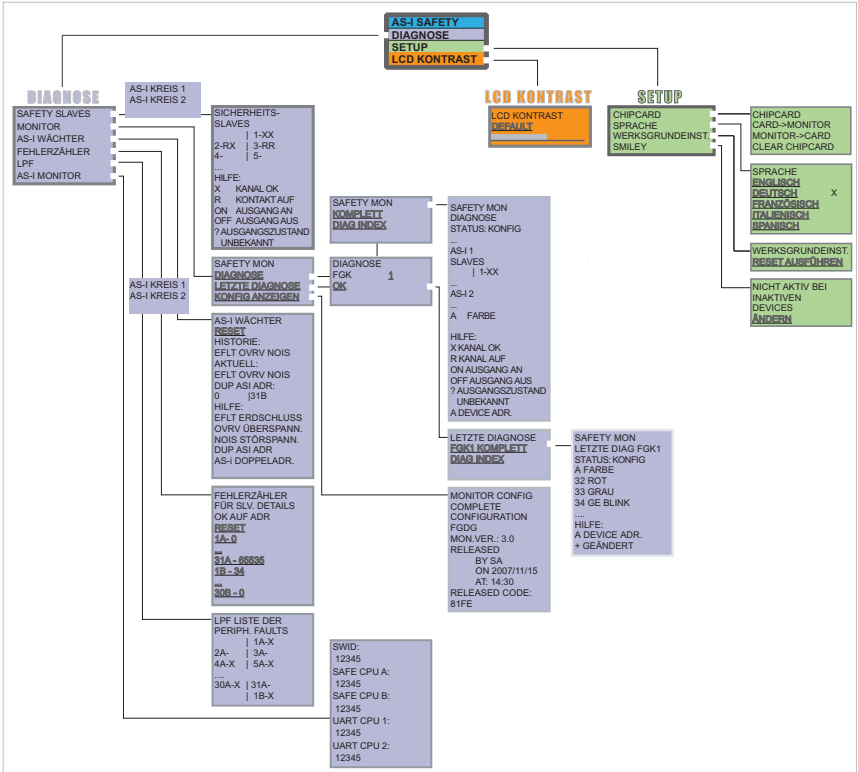 AS-I SAFETY
DIAGNOSE
SETUP
LCD KONTRAST
DIAGNOSE
SAFETY SLAVES
MONITOR
AS-I WÄCHTER
FEHLERZÄHLER
LPF
AS-I MONITOR
AS-I KREIS 1
AS-I KREIS 2
SICHERHEITS-
SLAVES
| 1-XX
2-RX | 3-RR
4- | 5-
...
HILFE:
X KANAL OK
R KONTAKT AUF
ON AUSGANG AN
OFF AUSGANG AUS
? AUSGANGSZUSTAND
UNBEKANNT
SAFETY MON
DIAGNOSE
LETZTE DIAGNOSE
KONFIG ANZEIGEN
AS-I KREIS 1
AS-I KREIS 2
AS-I WÄCHTER
RESET
HISTORIE:
EFLT OVRV NOIS
AKTUELL:
EFLT OVRV NOIS
DUP ASI ADR:
0 |31B
HILFE:
EFLT ERDSCHLUSS
OVRV ÜBERSPANN.
NOIS STÖRSPANN.
DUP ASI ADR
AS-i DOPPELADR.
FEHLERZÄHLER
FÜR SLV. DETAILS
OK AUF ADR
RESET
1A- 0
...
31A - 65535
1B - 34
...
30B - 0
LPF LISTE DER
PERIPH. FAULTS
| 1A-X
2A- | 3A-
4A-X | 5A-X
....
30A-X | 31A-
| 1B-X
SAFETY MON
KOMPLETT
DIAG INDEX
DIAGNOSE
FGK 1
OK
SAFETY MON
DIAGNOSE
STATUS: KONFIG
...
AS-I 1
SLAVES
| 1-XX
...
AS-I 2
...
A FARBE
HILFE:
X KANAL OK
R KANAL AUF
ON AUSGANG AN
OFF AUSGANG AUS
? AUSGANGSZUSTAND
UNBEKANNT
A DEVICE ADR.
LETZTE DIAGNOSE
FGK1 KOMPLETT
DIAG INDEX
SAFETY MON
LETZTE DIAG FGK1
STATUS: KONFIG
A FARBE
32 ROT
33 GRAU
34 GE BLINK
....
HILFE:
A DEVICE ADR.
+ GEÄNDERT
MONITOR CONFIG
COMPLETE
CONFIGURATION
FGDG
MON.VER.: 3.0
RELEASED
BY SA
ON 2007/11/15
AT: 14:30
RELEASED CODE:
81FE
SWID:
12345
SAFE CPU A:
12345
SAFE CPU B:
12345
UART CPU 1:
12345
UART CPU 2:
12345
LCD KONTRAST
LCD KONTRAST
DEFAULT
SETUP
CHIPCARD
SPRACHE
WERKSGRUNDEINST.
SMILEY
CHIPCARD
CARD->MONITOR
MONITOR->CARD
CLEAR CHIPCARD
SPRACHE
ENGLISCH
DEUTSCH X
FRANZÖSISCH
ITALIENISCH
SPANISCH
WERKSGRUNDEINST.
RESET AUSFÜHREN
NICHT AKTIV BEI
INAKTIVEN
DEVICES
ÄNDERN